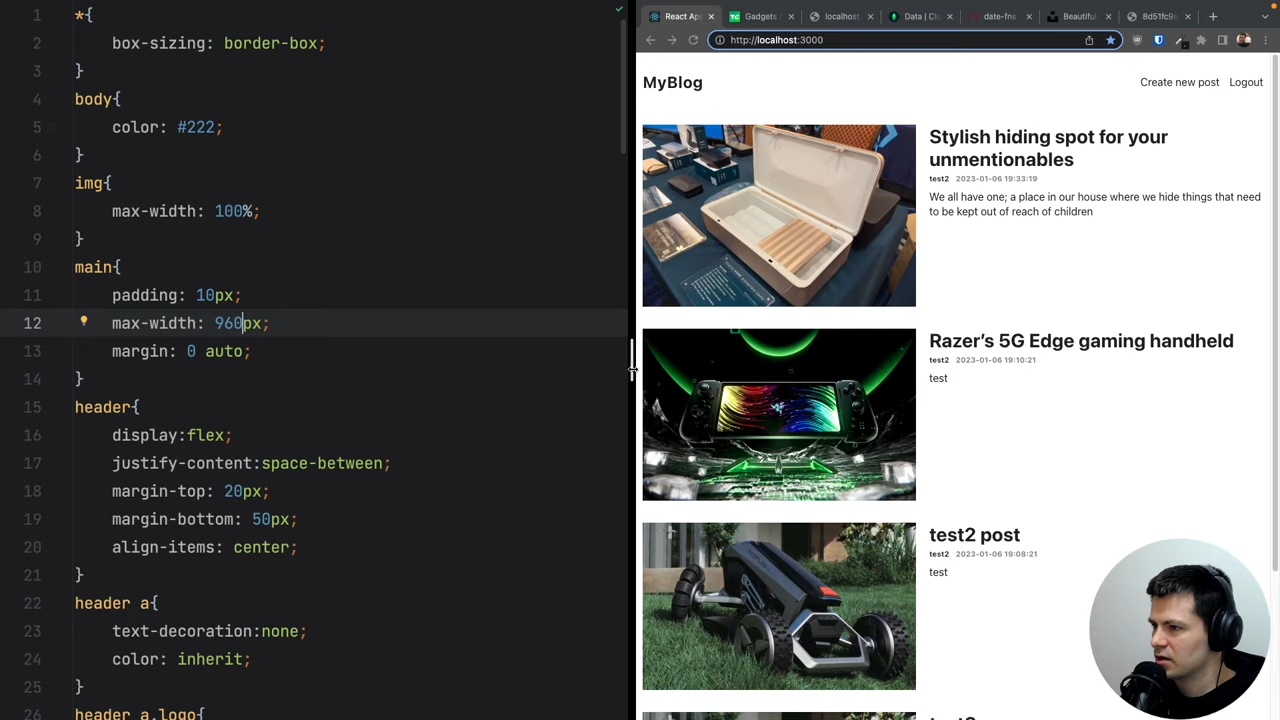 1 *{
2 box-sizing: border-box;
3 }
4 body{
5 color: #222;
6 }
7 img{
8 max-width: 100%;
9 }
10 main{
11 padding: 10px;
12 max-width: 960px;
13 margin: 0 auto;
14 }
15 header{
16 display:flex;
17 justify-content:space-between;
18 margin-top: 20px;
19 margin-bottom: 50px;
20 align-items: center;
21 }
22 header a{
23 text-decoration:none;
24 color: inherit;
25 }
26 header a.logo{
React App
Gadgets
localhost
Data | Clo
date-fns
Beautiful
8d51fc9a
http://localhost:3000
MyBlog
Create new post Logout
Stylish hiding spot for your
unmentionables
test2 2023-01-06 19:33:19
We all have one; a place in our house where we hide things that need
to be kept out of reach of children
Razer’s 5G Edge gaming handheld
test2 2023-01-06 19:10:21
test
test2 post
test2 2023-01-06 19:08:21
test